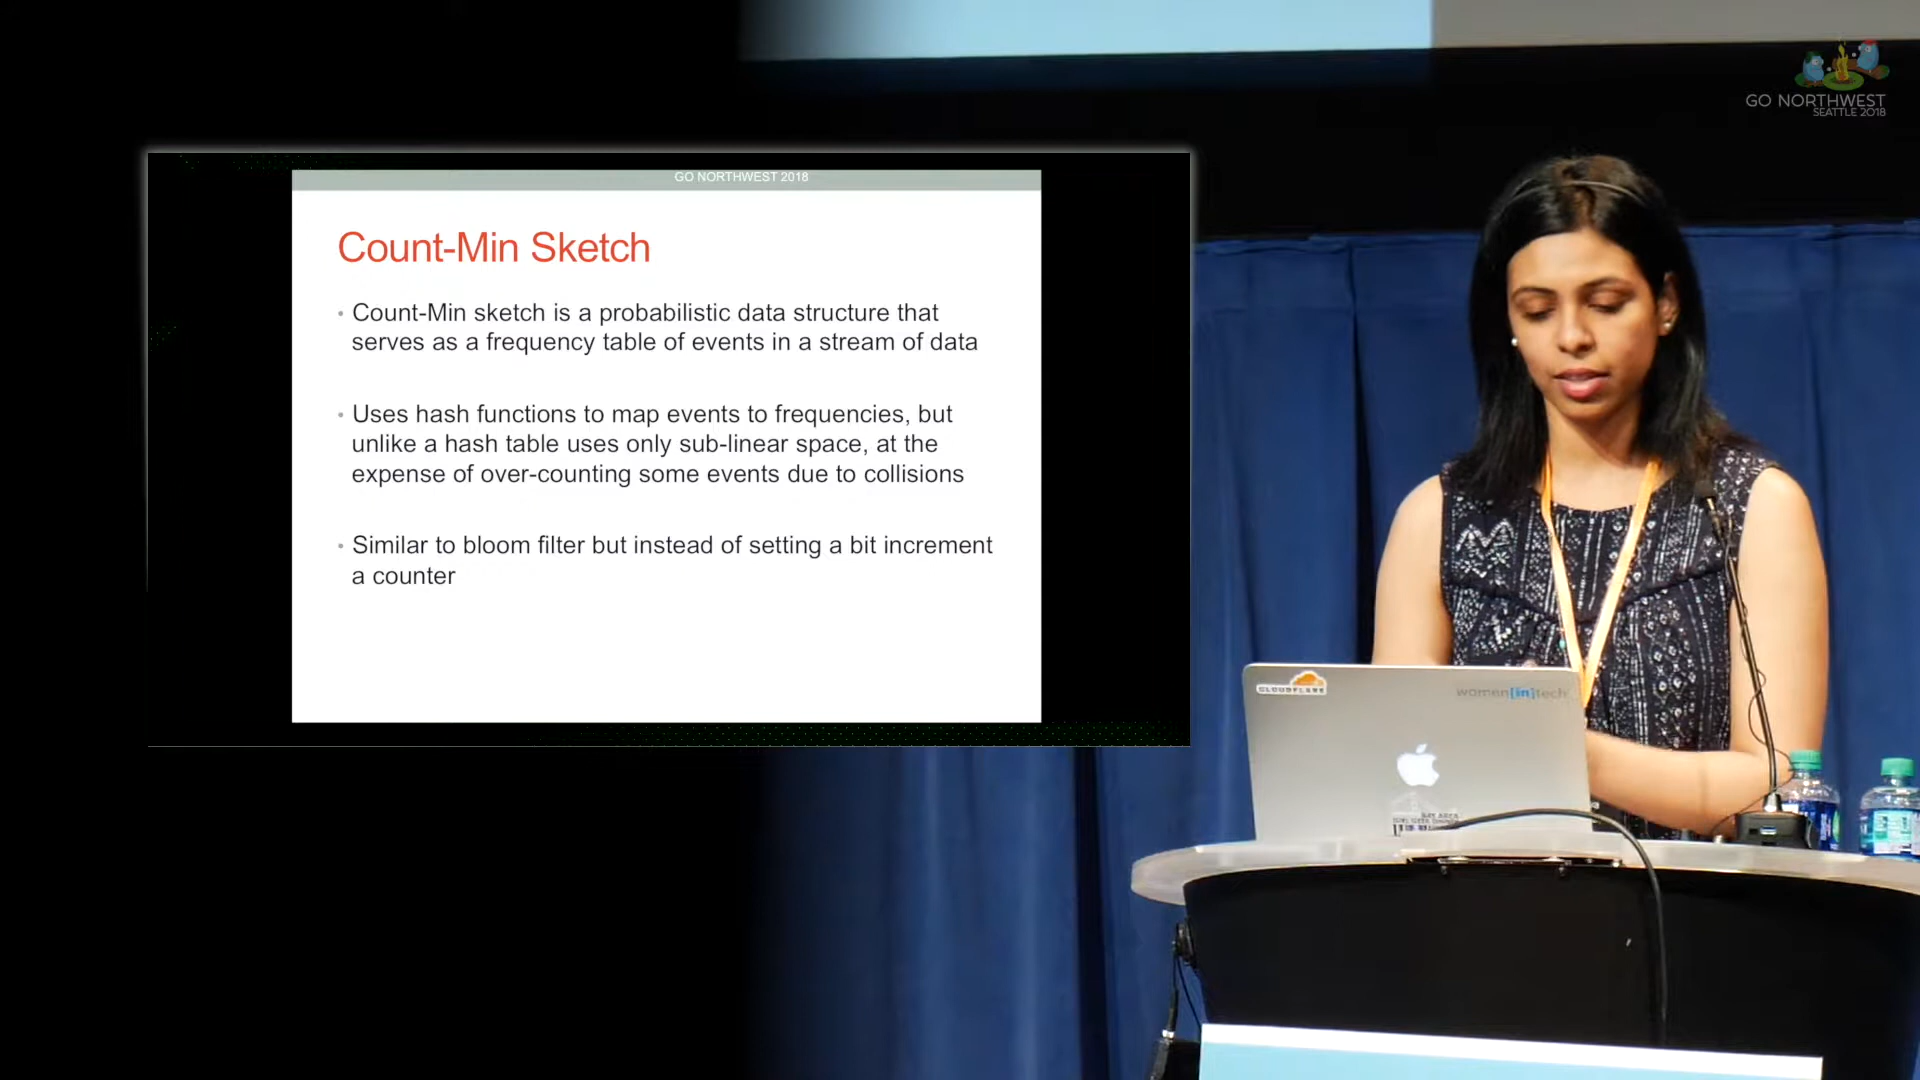 GO NORTHWEST
SEATTLE 2018
GO NORTHWEST 2018
Count-Min Sketch
• Count-Min sketch is a probabilistic data structure that
serves as a frequency table of events in a stream of data
• Uses hash functions to map events to frequencies, but
unlike a hash table uses only sub-linear space, at the
expense of over-counting some events due to collisions
• Similar to bloom filter but instead of setting a bit increment
a counter
CLOUDFLARE
women[in]tech